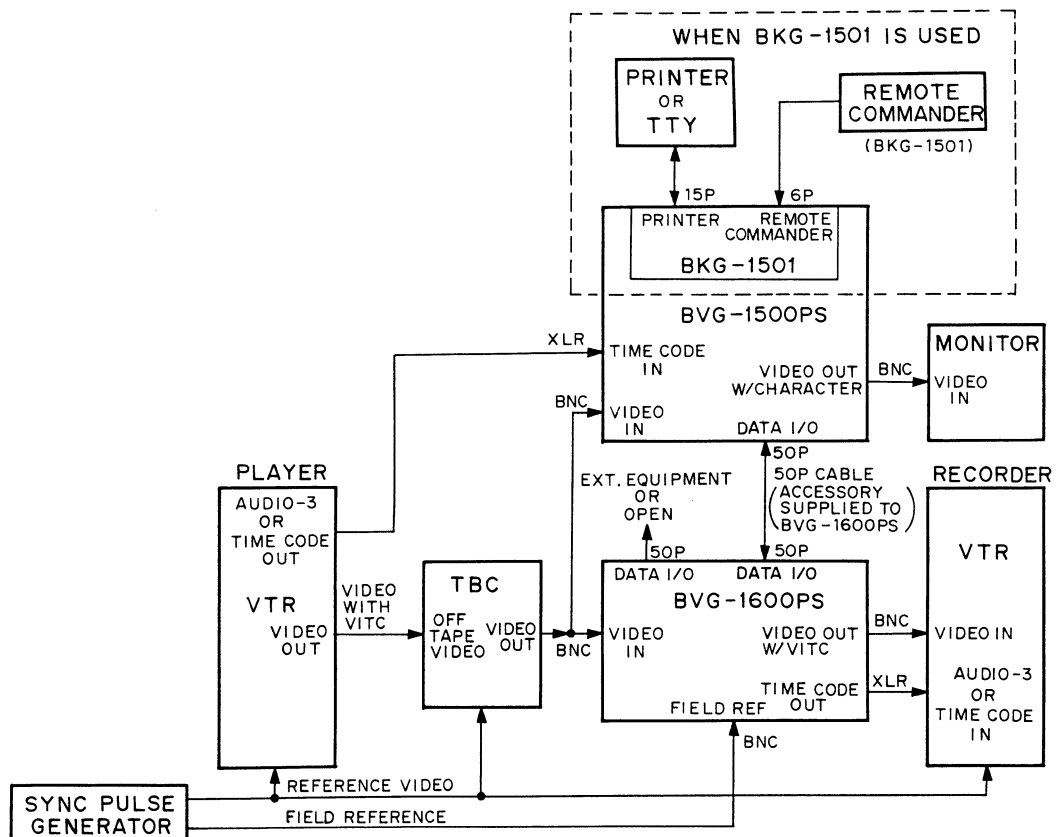 WHEN BKG-1501 IS USED
PRINTER
OR
TTY
REMOTE
COMMANDER
(BKG-1501)
15P
6P
PRINTER
REMOTE
COMMANDER
BKG-1501
BVG-1500PS
XLR
TIME CODE
IN
VIDEO OUT
W/CHARACTER
BNC
MONITOR
VIDEO
IN
BNC
VIDEO
IN
DATA I/O
50P
50P CABLE
(ACCESSORY
SUPPLIED TO
BVG-1600PS)
EXT. EQUIPMENT
OR
OPEN
50P
50P
PLAYER
AUDIO-3
OR
TIME CODE
OUT
VTR
VIDEO
OUT
VIDEO
WITH
VITC
TBC
OFF
TAPE
VIDEO
VIDEO
OUT
BNC
DATA I/O
DATA I/O
BVG-1600PS
VIDEO
IN
VIDEO OUT
W/VITC
TIME CODE
OUT
FIELD REF
BNC
BNC
XLR
RECORDER
VTR
VIDEO IN
AUDIO-3
OR
TIME CODE
IN
REFERENCE VIDEO
FIELD REFERENCE
SYNC PULSE
GENERATOR